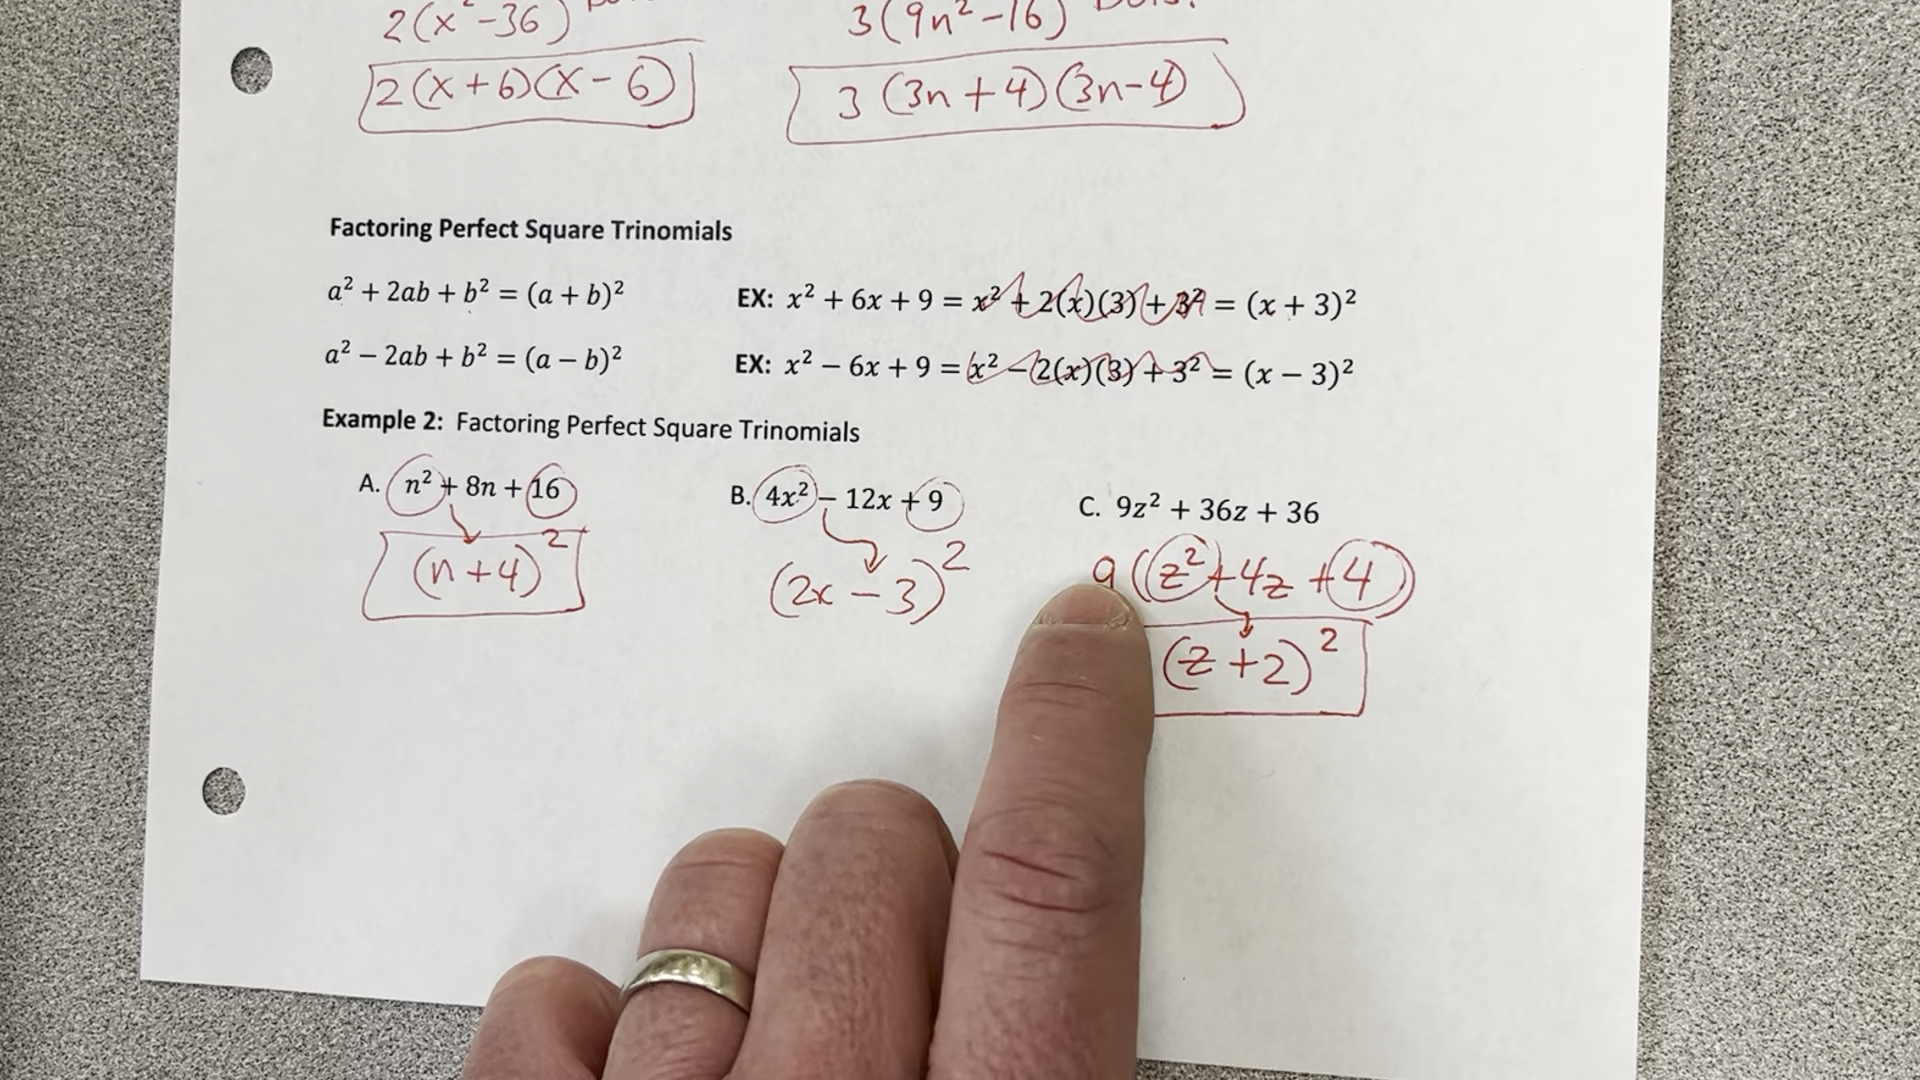 2(x²-36)
3(9n²-16)
2(x+6)(x-6)
3(3n+4)(3n-4)
Factoring Perfect Square Trinomials
a² + 2ab + b² = (a + b)²
EX: x² + 6x + 9 = x² + 2(x)(3) + 3² = (x + 3)²
a² − 2ab + b² = (a − b)²
EX: x² − 6x + 9 = x² − 2(x)(3) + 3² = (x − 3)²
Example 2: Factoring Perfect Square Trinomials
A. n² + 8n + 16
B. 4x² − 12x + 9
C. 9z² + 36z + 36
(n+4)²
(2x-3)²
9(z²+4z+4)
(z+2)²